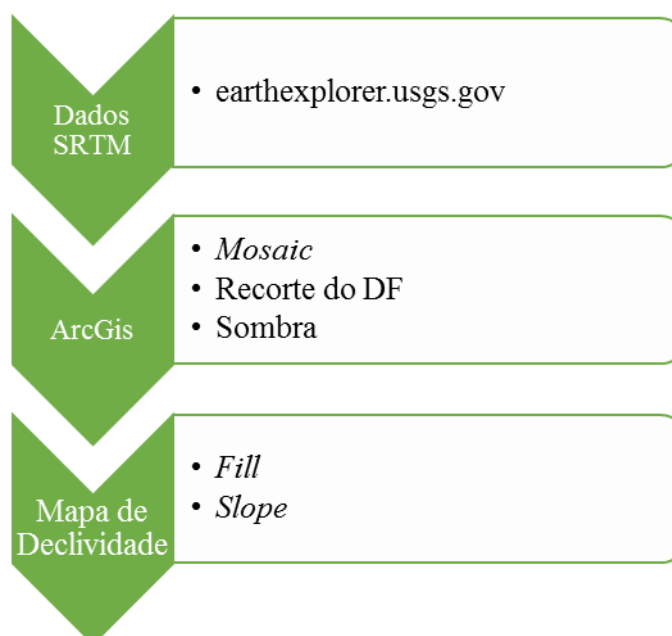 Dados
SRTM
• earthexplorer.usgs.gov
ArcGis
• Mosaic
• Recorte do DF
• Sombra
Mapa de
Declividade
• Fill
• Slope